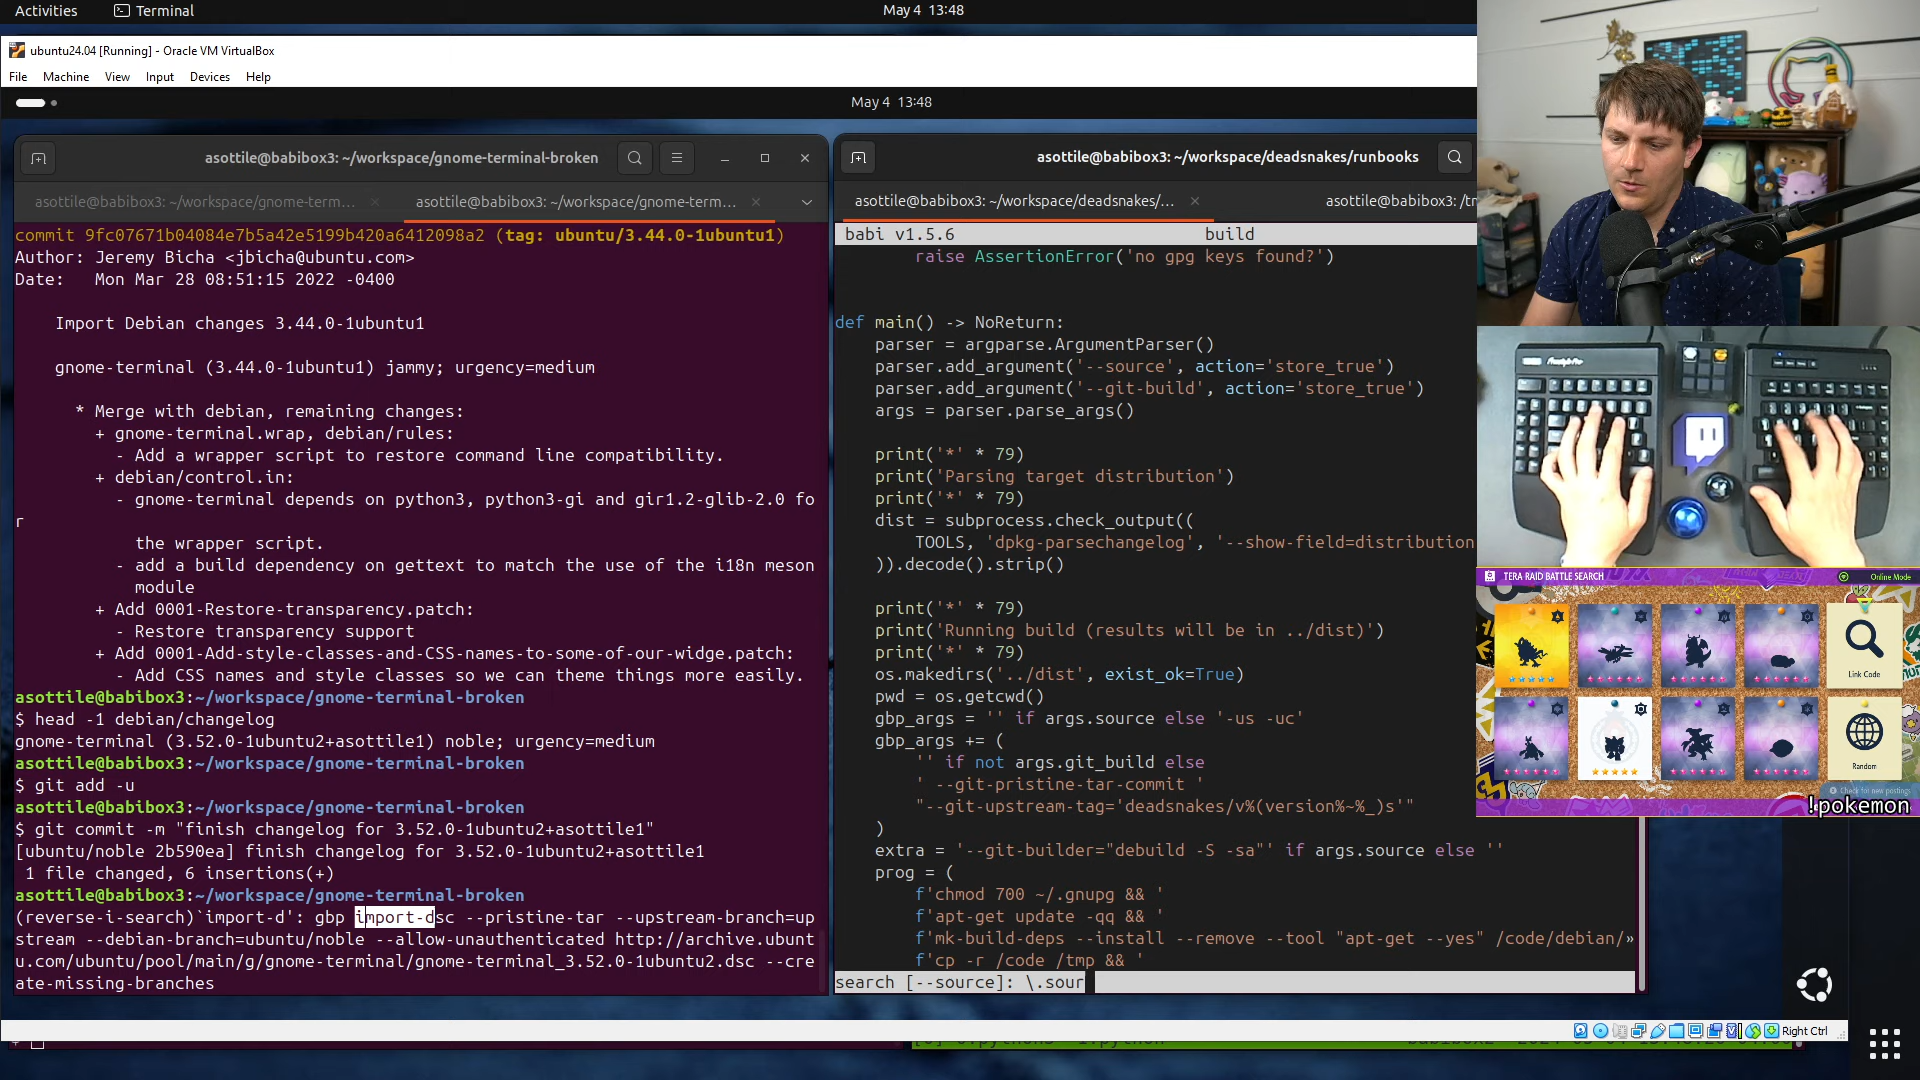 Activities
Terminal
May 4 13:48
ubuntu24.04 [Running] - Oracle VM VirtualBox
File Machine View Input Devices Help
May 4 13:48
asottile@babibox3: ~/workspace/gnome-terminal-broken
asottile@babibox3: ~/workspace/gnome-term...
asottile@babibox3: ~/workspace/gnome-term...
commit 9fc07671b04084e7b5a42e5199b420a6412098a2 (tag: ubuntu/3.44.0-1ubuntu1)
Author: Jeremy Bicha <jbicha@ubuntu.com>
Date:   Mon Mar 28 08:51:15 2022 -0400
Import Debian changes 3.44.0-1ubuntu1
gnome-terminal (3.44.0-1ubuntu1) jammy; urgency=medium
* Merge with debian, remaining changes:
+ gnome-terminal.wrap, debian/rules:
- Add a wrapper script to restore command line compatibility.
+ debian/control.in:
- gnome-terminal depends on python3, python3-gi and gir1.2-glib-2.0 fo
r
the wrapper script.
- add a build dependency on gettext to match the use of the i18n meson
module
+ Add 0001-Restore-transparency.patch:
- Restore transparency support
+ Add 0001-Add-style-classes-and-CSS-names-to-some-of-our-widge.patch:
- Add CSS names and style classes so we can theme things more easily.
asottile@babibox3:~/workspace/gnome-terminal-broken
$ head -1 debian/changelog
gnome-terminal (3.52.0-1ubuntu2+asottile1) noble; urgency=medium
asottile@babibox3:~/workspace/gnome-terminal-broken
$ git add -u
asottile@babibox3:~/workspace/gnome-terminal-broken
$ git commit -m "finish changelog for 3.52.0-1ubuntu2+asottile1"
[ubuntu/noble 2b590ea] finish changelog for 3.52.0-1ubuntu2+asottile1
1 file changed, 6 insertions(+)
asottile@babibox3:~/workspace/gnome-terminal-broken
(reverse-i-search)`import-d': gbp import-dsc --pristine-tar --upstream-branch=up
stream --debian-branch=ubuntu/noble --allow-unauthenticated http://archive.ubunt
u.com/ubuntu/pool/main/g/gnome-terminal/gnome-terminal_3.52.0-1ubuntu2.dsc --cre
ate-missing-branches
asottile@babibox3: ~/workspace/deadsnakes/runbooks
asottile@babibox3: ~/workspace/deadsnakes/...
asottile@babibox3: /tm
babi v1.5.6
build
raise AssertionError('no gpg keys found?')
def main() -> NoReturn:
parser = argparse.ArgumentParser()
parser.add_argument('--source', action='store_true')
parser.add_argument('--git-build', action='store_true')
args = parser.parse_args()
print('*' * 79)
print('Parsing target distribution')
print('*' * 79)
dist = subprocess.check_output((
TOOLS, 'dpkg-parsechangelog', '--show-field=distribution
)).decode().strip()
print('*' * 79)
print('Running build (results will be in ../dist)')
print('*' * 79)
os.makedirs('../dist', exist_ok=True)
pwd = os.getcwd()
gbp_args = '' if args.source else '-us -uc'
gbp_args += (
'' if not args.git_build else
' --git-pristine-tar-commit '
"--git-upstream-tag='deadsnakes/v%(version%~%_)s'"
)
extra = '--git-builder="debuild -S -sa"' if args.source else ''
prog = (
f'chmod 700 ~/.gnupg && '
f'apt-get update -qq && '
f'mk-build-deps --install --remove --tool "apt-get --yes" /code/debian/»
f'cp -r /code /tmp && '
search [--source]: \.sour
TERA RAID BATTLE SEARCH
Online Mode
Link Code
Random
Check for new postings
!pokemon
Right Ctrl